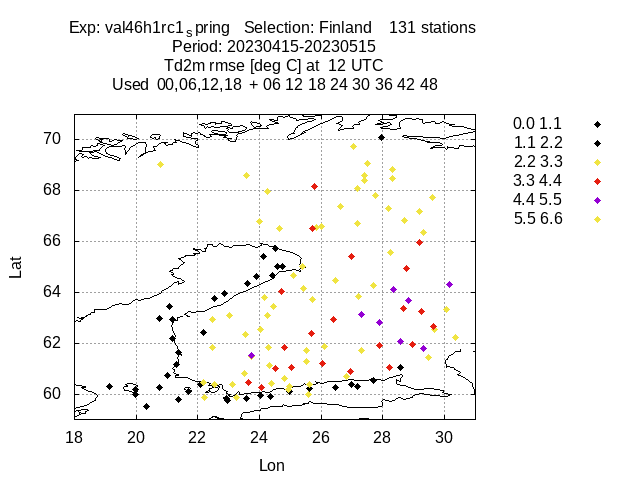 Exp: val46h1rc1spring   Selection: Finland    131 stations
Period: 20230415-20230515
Td2m rmse [deg C] at  12 UTC
Used  00,06,12,18  + 06 12 18 24 30 36 42 48
0.0 1.1
1.1 2.2
2.2 3.3
3.3 4.4
4.4 5.5
5.5 6.6
70
68
66
64
62
60
Lat
18 20 22 24 26 28 30
Lon